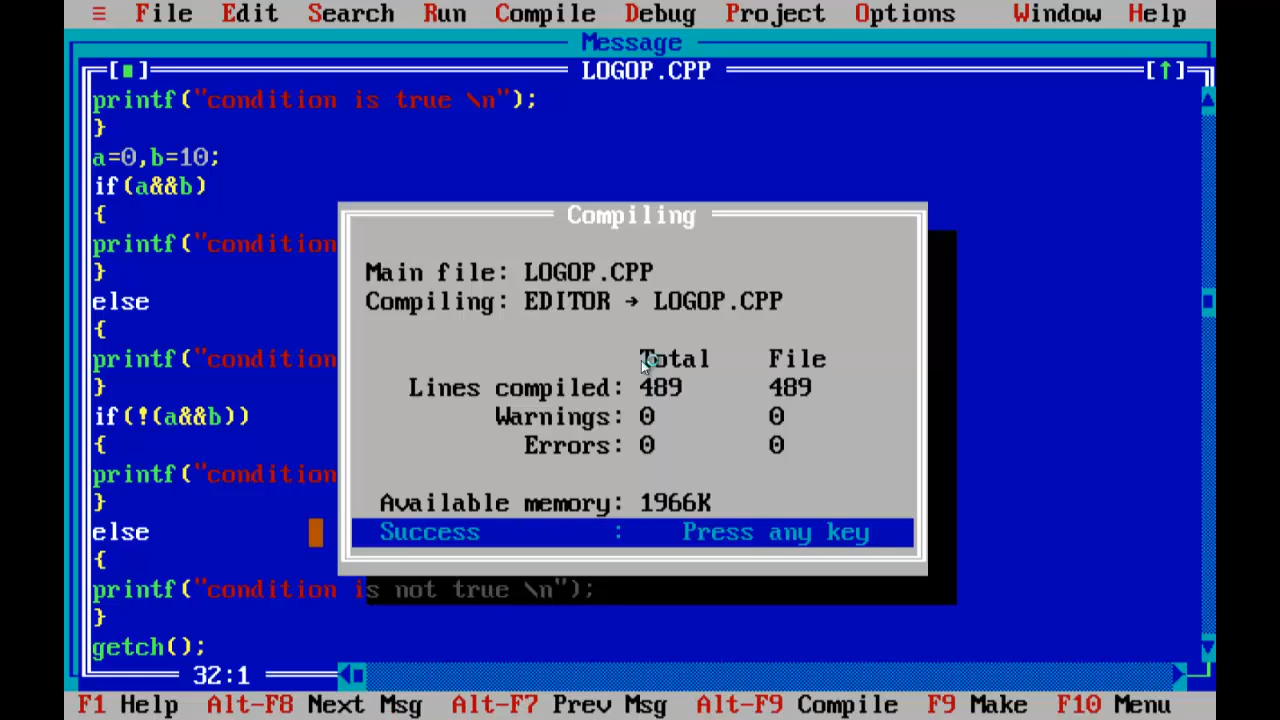 ≡ File Edit Search Run Compile Debug Project Options Window Help
Message
[■] LOGOP.CPP [↑]
printf("condition is true \n");
}
a=0,b=10;
if(a&&b)
{
printf("condition
}
else
{
printf("condition
}
if(!(a&&b))
{
printf("condition
}
else
{
printf("condition is not true \n");
}
getch();
32:1
Compiling
Main file: LOGOP.CPP
Compiling: EDITOR → LOGOP.CPP
Total File
Lines compiled: 489 489
Warnings: 0 0
Errors: 0 0
Available memory: 1966K
Success : Press any key
F1 Help Alt-F8 Next Msg Alt-F7 Prev Msg Alt-F9 Compile F9 Make F10 Menu